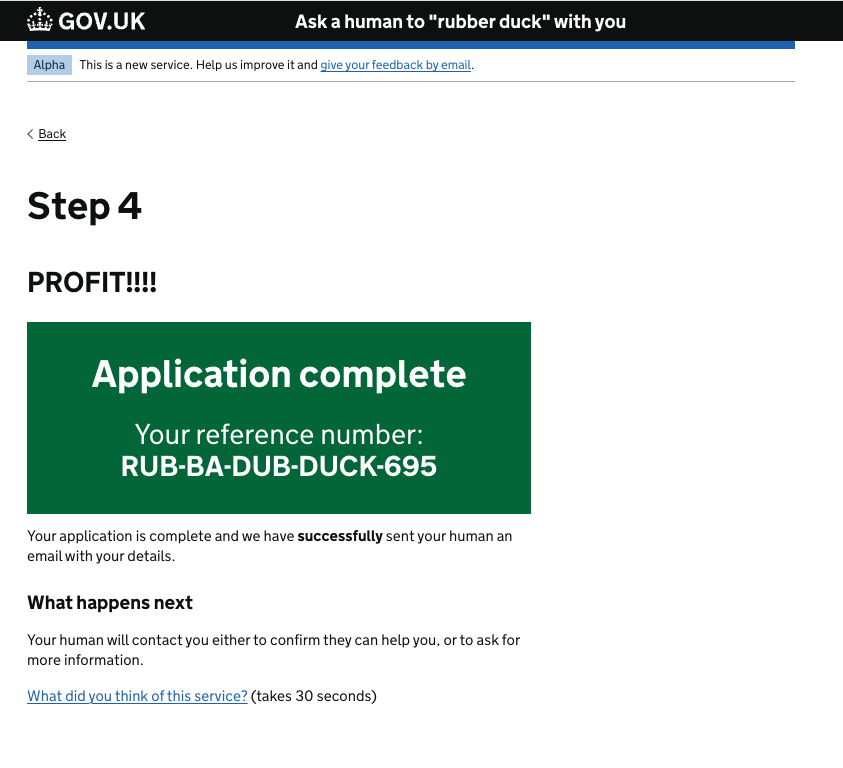 GOV.UK
Ask a human to "rubber duck" with you
Alpha This is a new service. Help us improve it and give your feedback by email.
Back
Step 4
PROFIT!!!!
Application complete
Your reference number:
RUB-BA-DUB-DUCK-695
Your application is complete and we have successfully sent your human an
email with your details.
What happens next
Your human will contact you either to confirm they can help you, or to ask for
more information.
What did you think of this service? (takes 30 seconds)